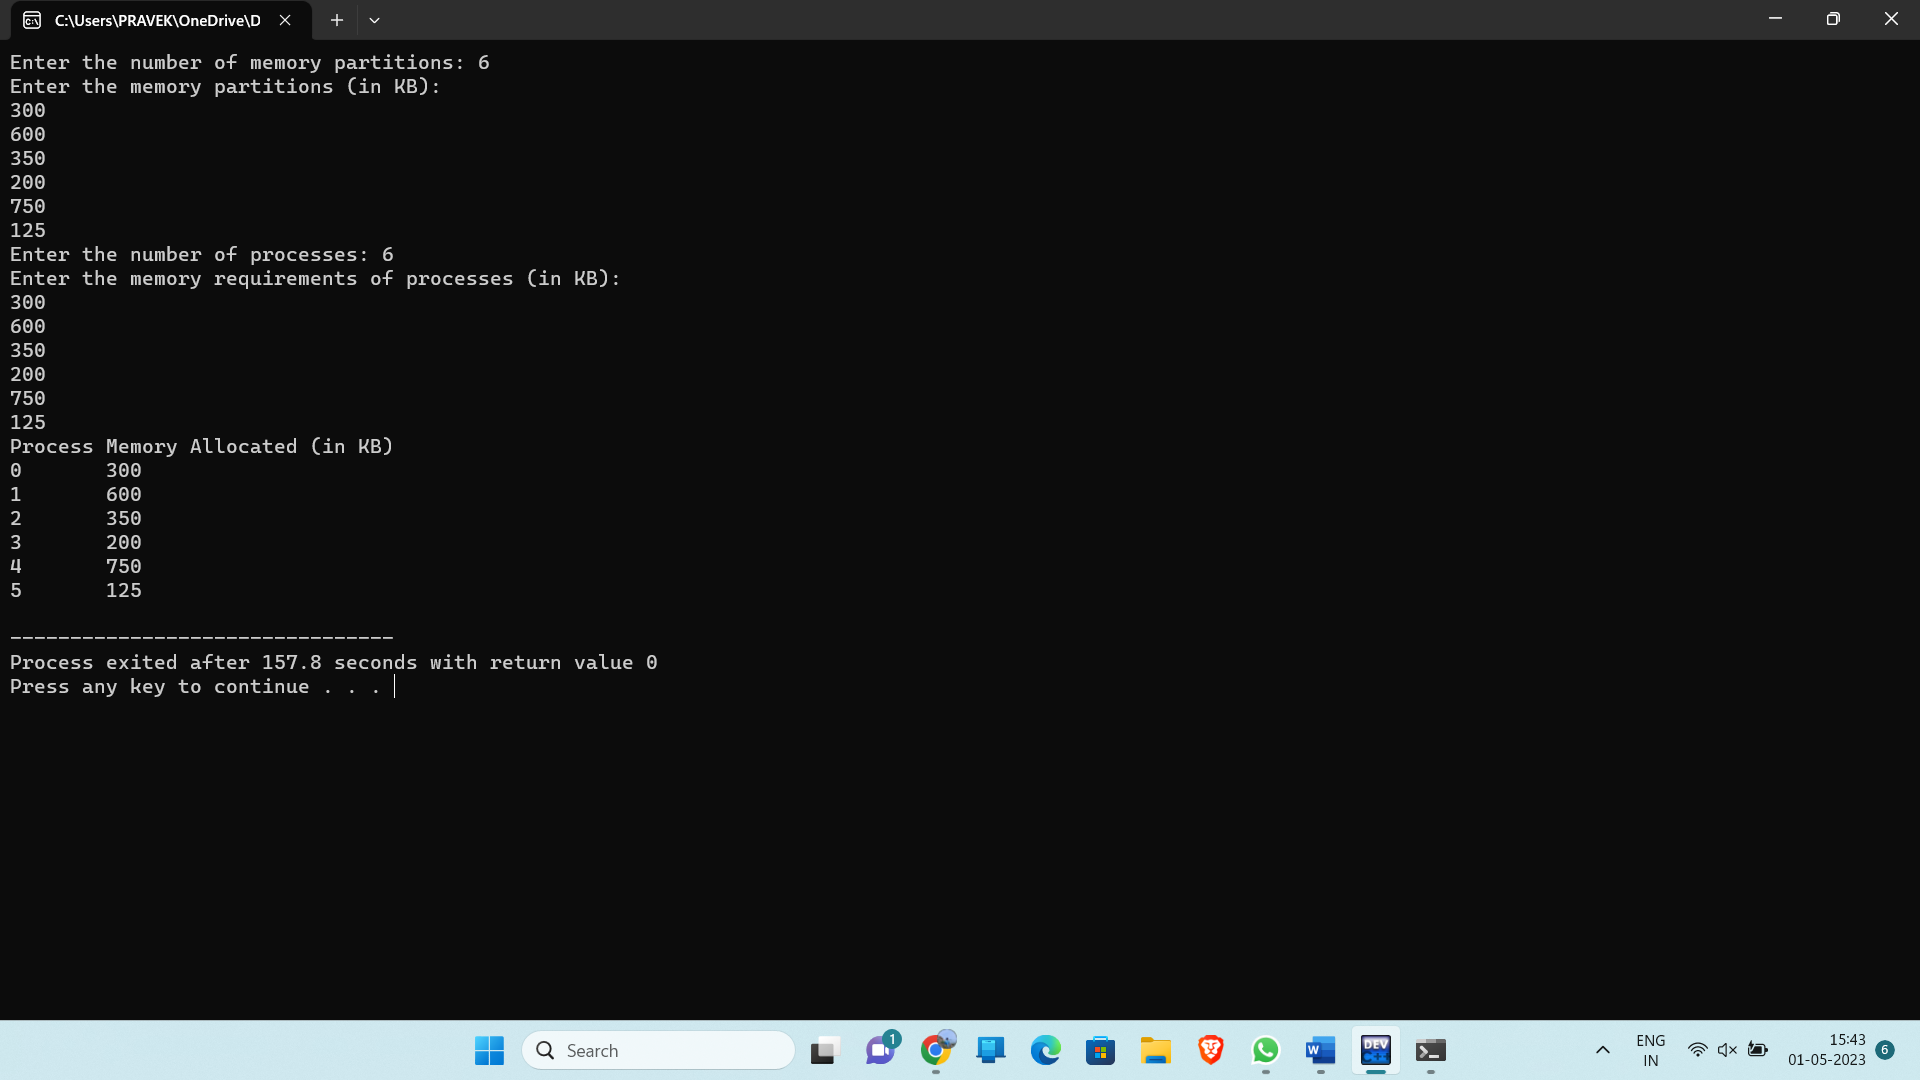 C:\Users\PRAVEK\OneDrive\D
Enter the number of memory partitions: 6
Enter the memory partitions (in KB):
300
600
350
200
750
125
Enter the number of processes: 6
Enter the memory requirements of processes (in KB):
300
600
350
200
750
125
Process Memory Allocated (in KB)
0       300
1       600
2       350
3       200
4       750
5       125
--------------------------------
Process exited after 157.8 seconds with return value 0
Press any key to continue . . .
Search
1
W
DEV
C++
ENG
IN
15:43
01-05-2023
6